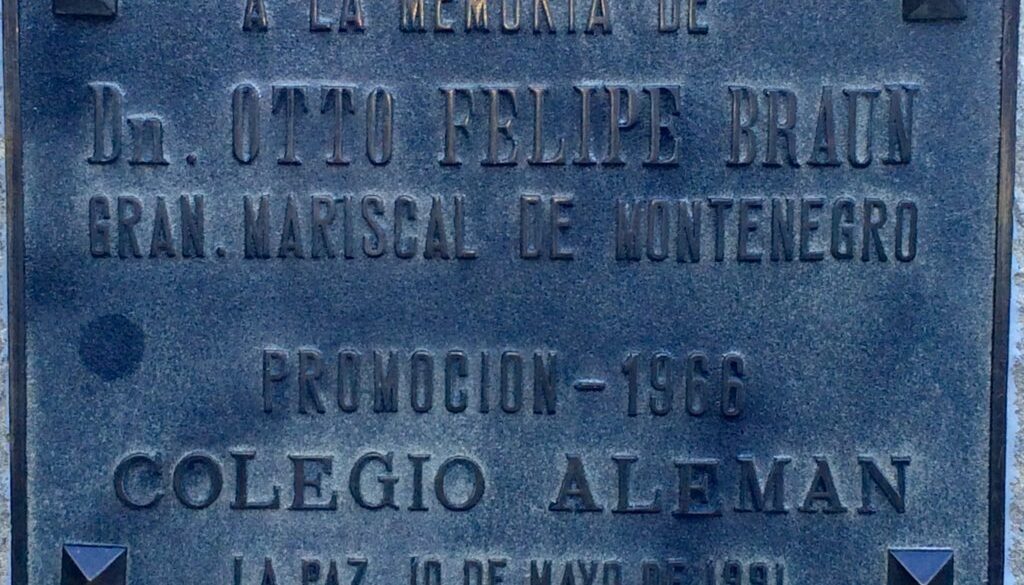 A LA MEMORIA DE
Dn. OTTO FELIPE BRAUN
GRAN. MARISCAL DE MONTENEGRO
PROMOCION - 1966
COLEGIO ALEMAN
LA PAZ, 10 DE MAYO DE 1991